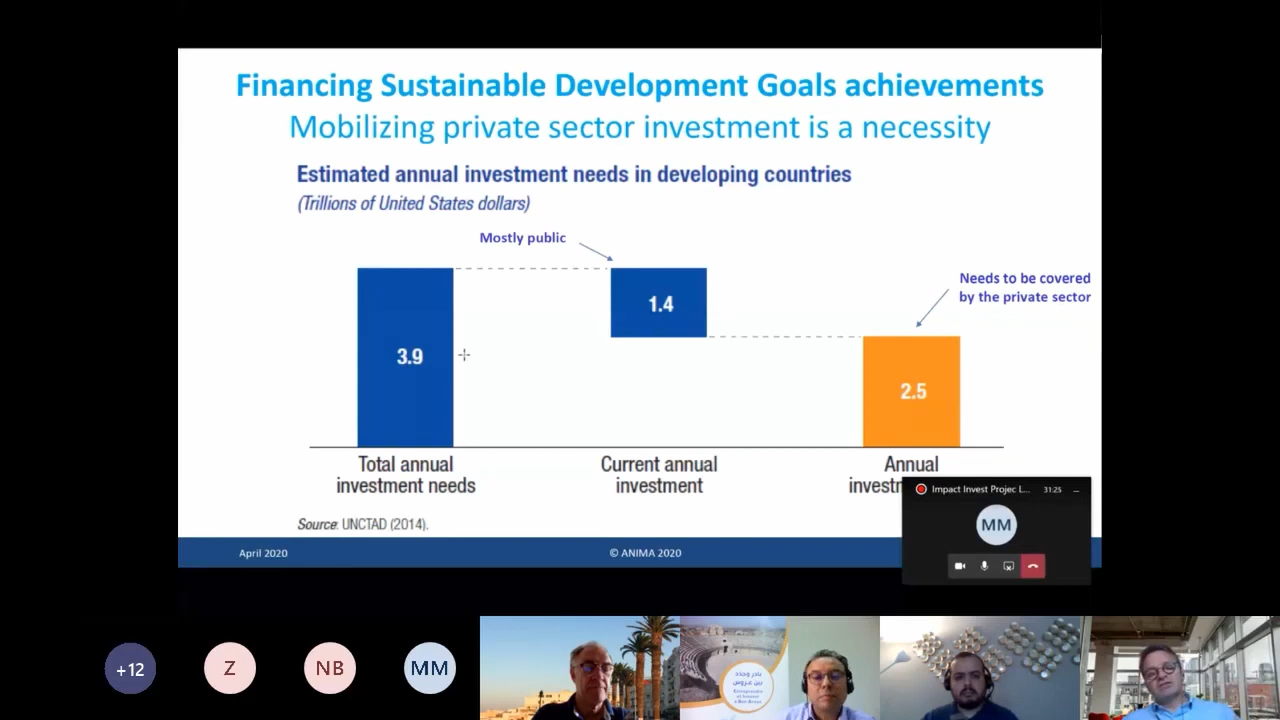 Financing Sustainable Development Goals achievements
Mobilizing private sector investment is a necessity
Estimated annual investment needs in developing countries
(Trillions of United States dollars)
Mostly public
Needs to be covered
by the private sector
3.9
1.4
2.5
Total annual
investment needs
Current annual
investment
Annual
Source: UNCTAD (2014).
April 2020
© ANIMA 2020
Impact Invest Projec L...
31:25
MM
+12
Z
NB
MM